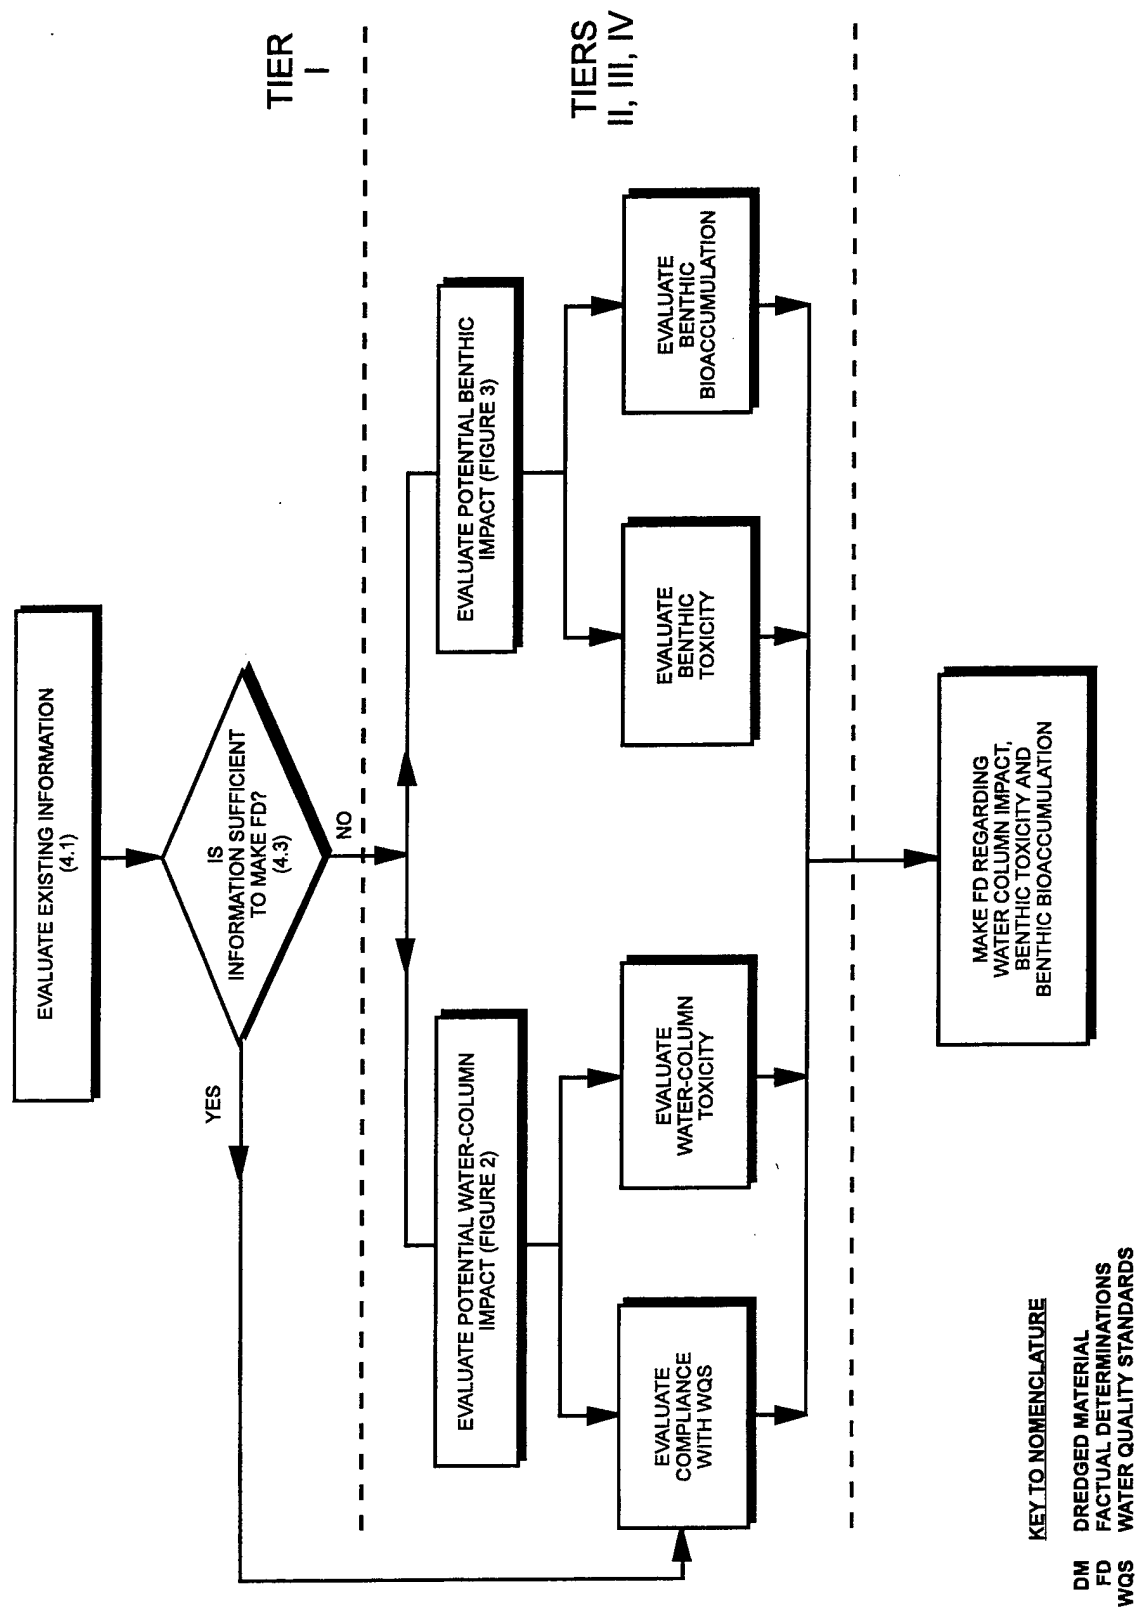 EVALUATE EXISTING INFORMATION
(4.1)
IS
INFORMATION SUFFICIENT
TO MAKE FD?
(4.3)
YES
NO
TIER
I
EVALUATE POTENTIAL WATER-COLUMN
IMPACT (FIGURE 2)
EVALUATE POTENTIAL BENTHIC
IMPACT (FIGURE 3)
TIERS
II, III, IV
EVALUATE
COMPLIANCE
WITH WQS
EVALUATE
WATER-COLUMN
TOXICITY
EVALUATE
BENTHIC
TOXICITY
EVALUATE
BENTHIC
BIOACCUMULATION
MAKE FD REGARDING
WATER COLUMN IMPACT,
BENTHIC TOXICITY AND
BENTHIC BIOACCUMULATION
KEY TO NOMENCLATURE
DM DREDGED MATERIAL
FD FACTUAL DETERMINATIONS
WQS WATER QUALITY STANDARDS